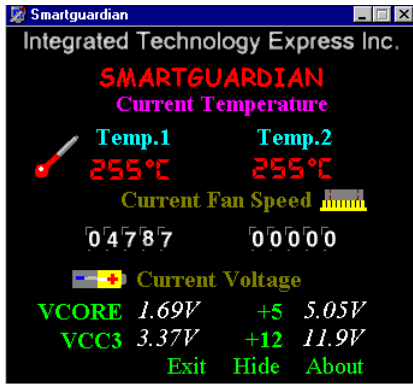 Smartguardian
Integrated Technology Express Inc.
SMARTGUARDIAN
Current Temperature
Temp.1 Temp.2
255°C 255°C
Current Fan Speed
04787 00000
Current Voltage
VCORE 1.69V +5 5.05V
VCC3 3.37V +12 11.9V
Exit Hide About